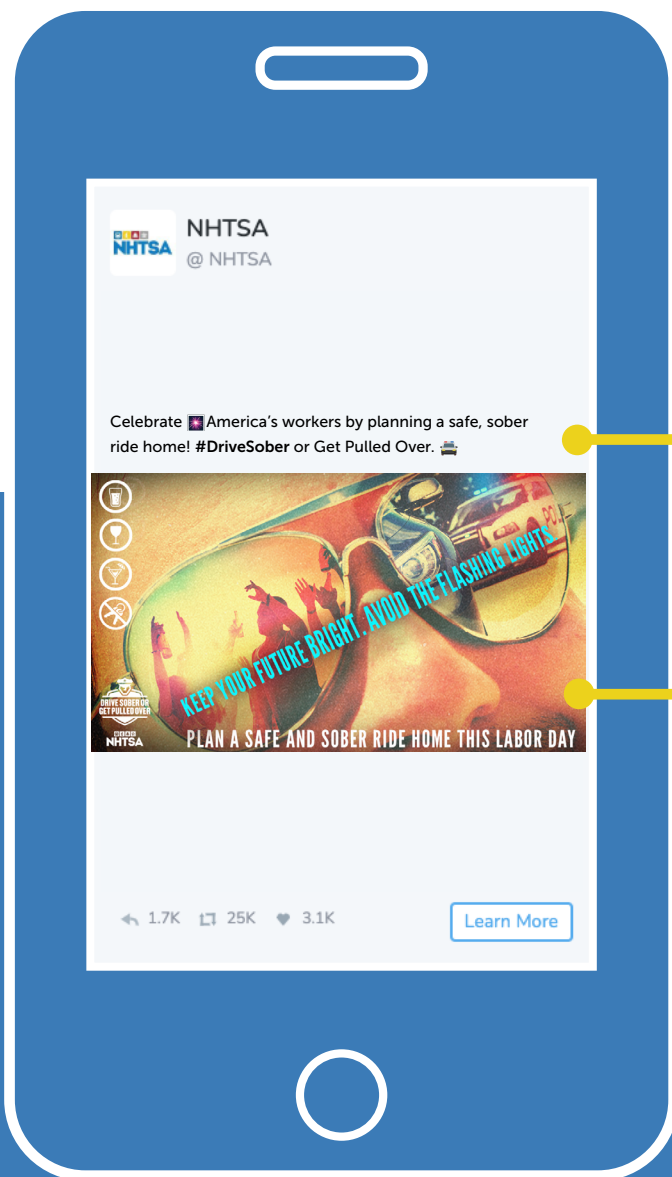 NHTSA
NHTSA
@ NHTSA
Celebrate 🎆America’s workers by planning a safe, sober
ride home! #DriveSober or Get Pulled Over. 🚔
PO
KEEP YOUR FUTURE BRIGHT. AVOID THE FLASHING LIGHTS.
DRIVE SOBER OR
GET PULLED OVER
NHTSA
PLAN A SAFE AND SOBER RIDE HOME THIS LABOR DAY
1.7K 25K 3.1K
Learn More